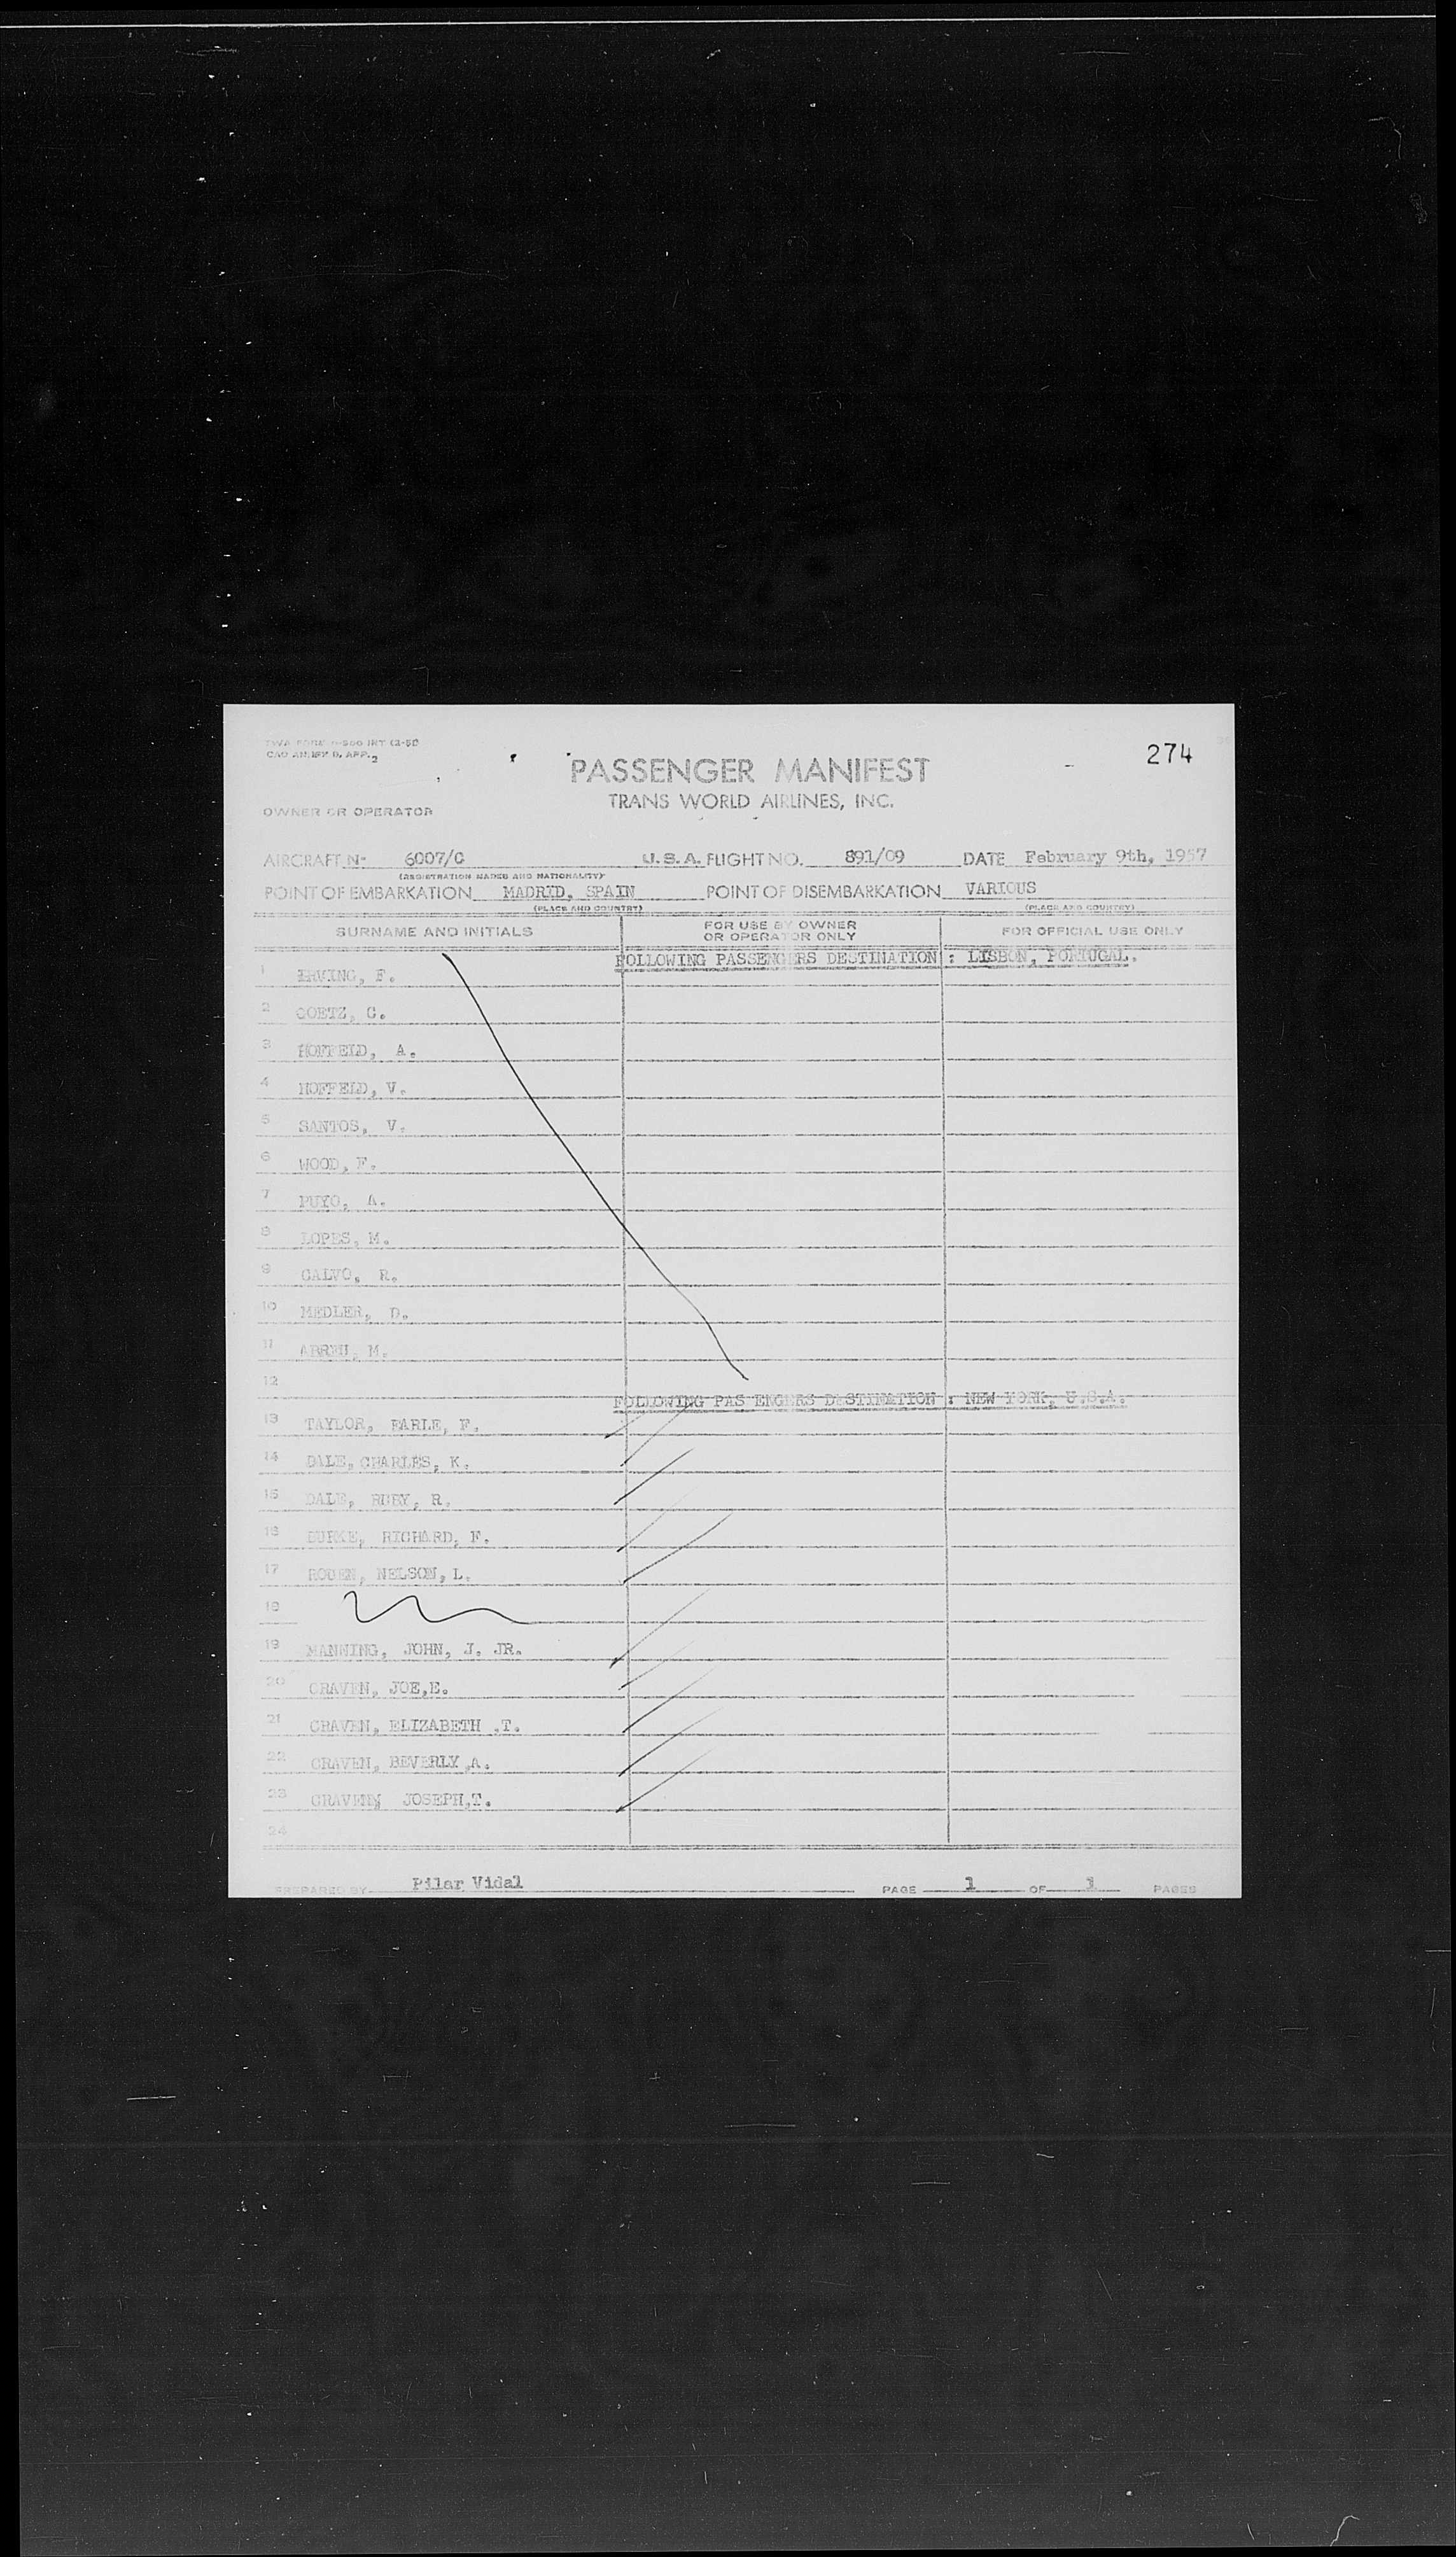 274
PASSENGER MANIFEST
TRANS WORLD AIRLINES, INC.
OWNER OR OPERATOR
AIRCRAFT Nº 6007/C U.S.A. FLIGHT NO. 891/09 DATE February 9th, 1957
(REGISTRATION MARKS AND NATIONALITY)
POINT OF EMBARKATION MADRID, SPAIN POINT OF DISEMBARKATION VARIOUS
(PLACE AND COUNTRY) (PLACE AND COUNTRY)
SURNAME AND INITIALS FOR USE BY OWNER OR OPERATOR ONLY FOR OFFICIAL USE ONLY
FOLLOWING PASSENGERS DESTINATION : LISBON, PORTUGAL.
1 IRVING, F.
2 GOETZ, C.
3 HOFFELD, A.
4 HOFFELD, V.
5 SANTOS, V.
6 WOOD, F.
7 PUYO, A.
8 LOPES, M.
9 CALVO, R.
10 MEDLER, D.
11 ABREU, M.
12
FOLLOWING PAS ENGERS DESTINATION : NEW YORK, U.S.A.
13 TAYLOR, EARLE, F.
14 DALE, CHARLES, K.
15 DALE, RUBY, R.
16 BURKE, RICHARD, F.
17 RODEN, NELSON, L.
18
19 MANNING, JOHN, J. JR.
20 CRAVEN, JOE,E.
21 CRAVEN, ELIZABETH .T.
22 CRAVEN, BEVERLY ,A.
23 CRAVEN, JOSEPH,T.
24
PREPARED BY Pilar Vidal PAGE 1 OF 1 PAGES